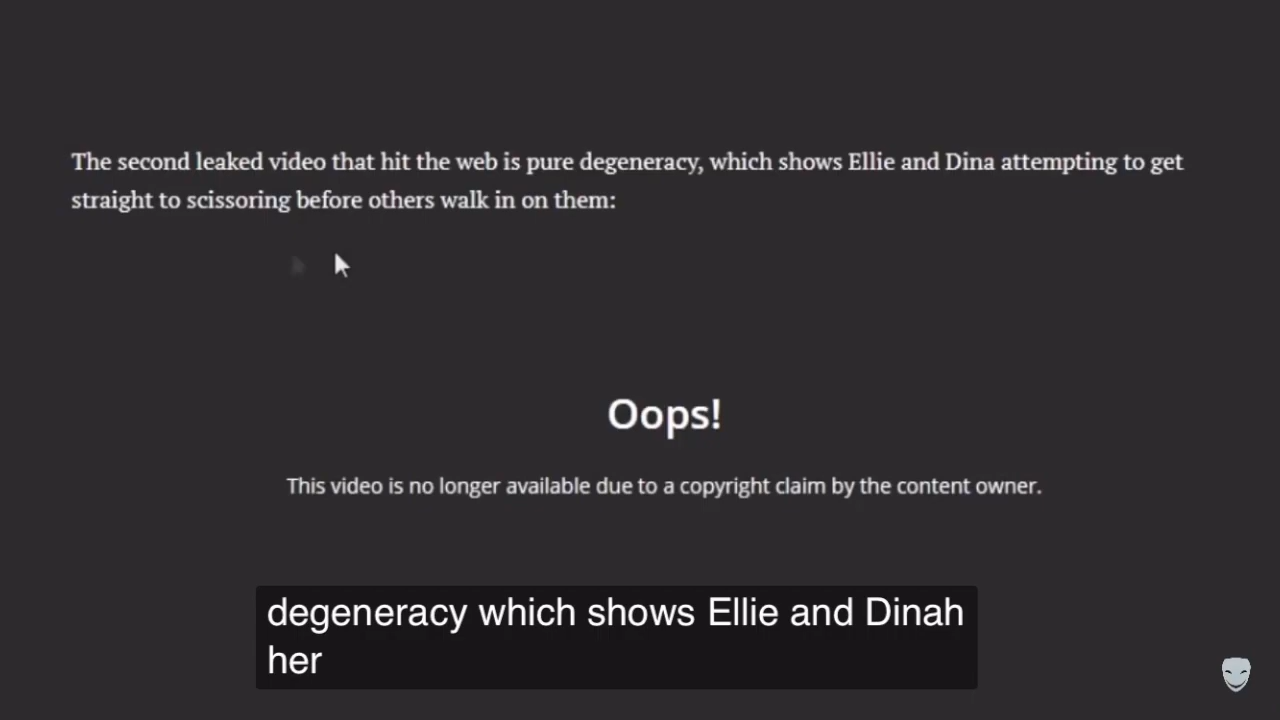 The second leaked video that hit the web is pure degeneracy, which shows Ellie and Dina attempting to get
straight to scissoring before others walk in on them:
Oops!
This video is no longer available due to a copyright claim by the content owner.
degeneracy which shows Ellie and Dinah
her